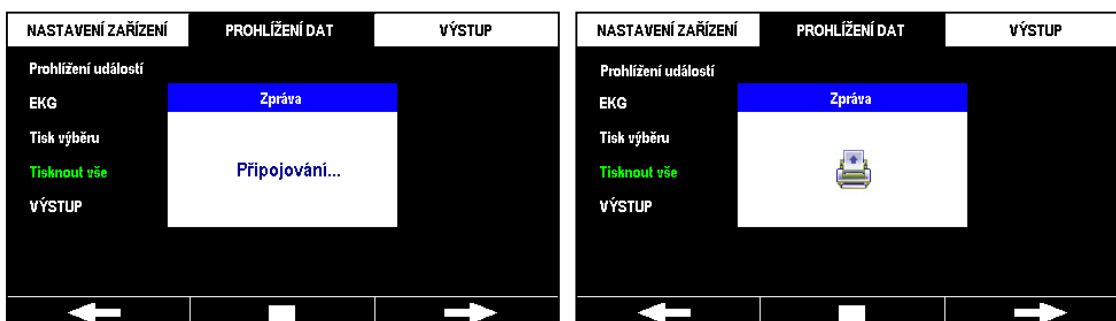 NASTAVENÍ ZAŘÍZENÍ PROHLÍŽENÍ DAT VÝSTUP
Prohlížení událostí
EKG
Zpráva
Tisk výběru
Připojování...
Tisknout vše
VÝSTUP
NASTAVENÍ ZAŘÍZENÍ PROHLÍŽENÍ DAT VÝSTUP
Prohlížení událostí
EKG
Zpráva
Tisk výběru
Tisknout vše
VÝSTUP